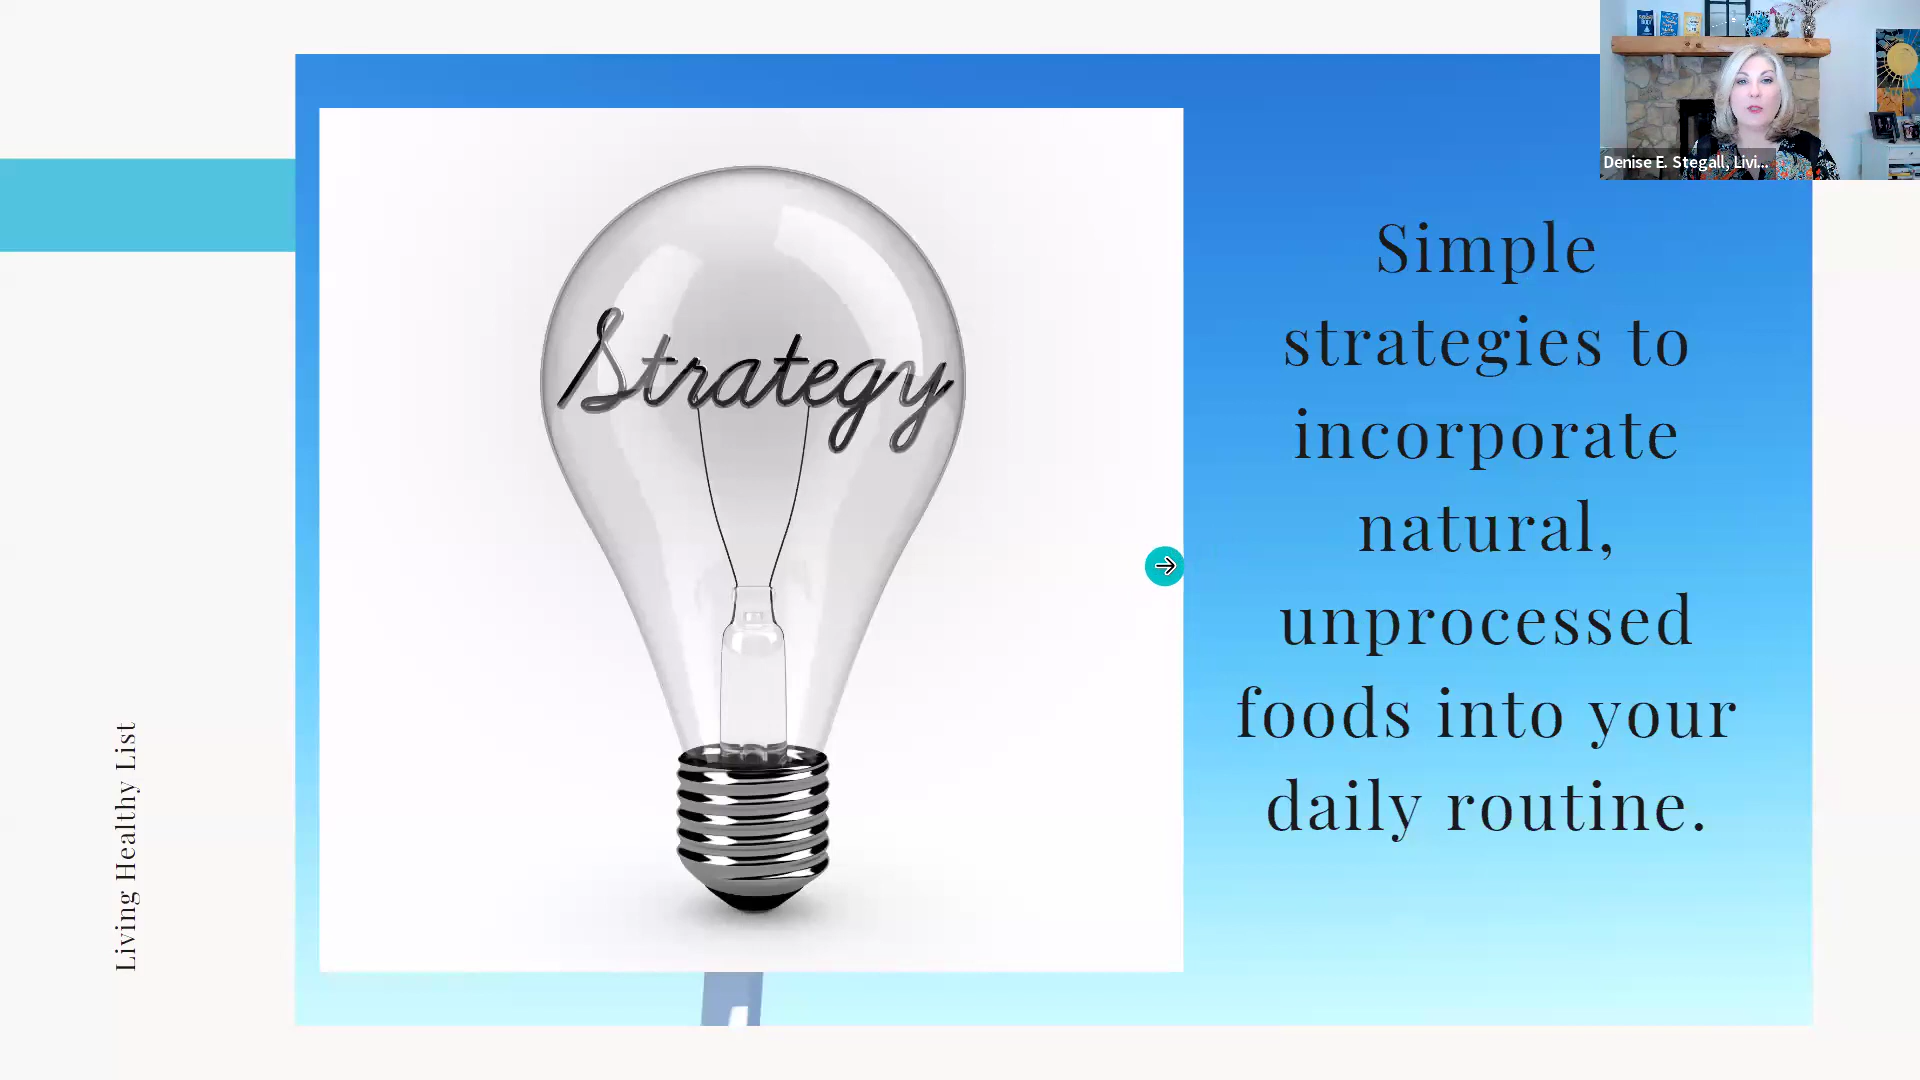 Denise E. Stegall, Livi...
Strategy
Simple
strategies to
incorporate
natural,
unprocessed
foods into your
daily routine.
Living Healthy List